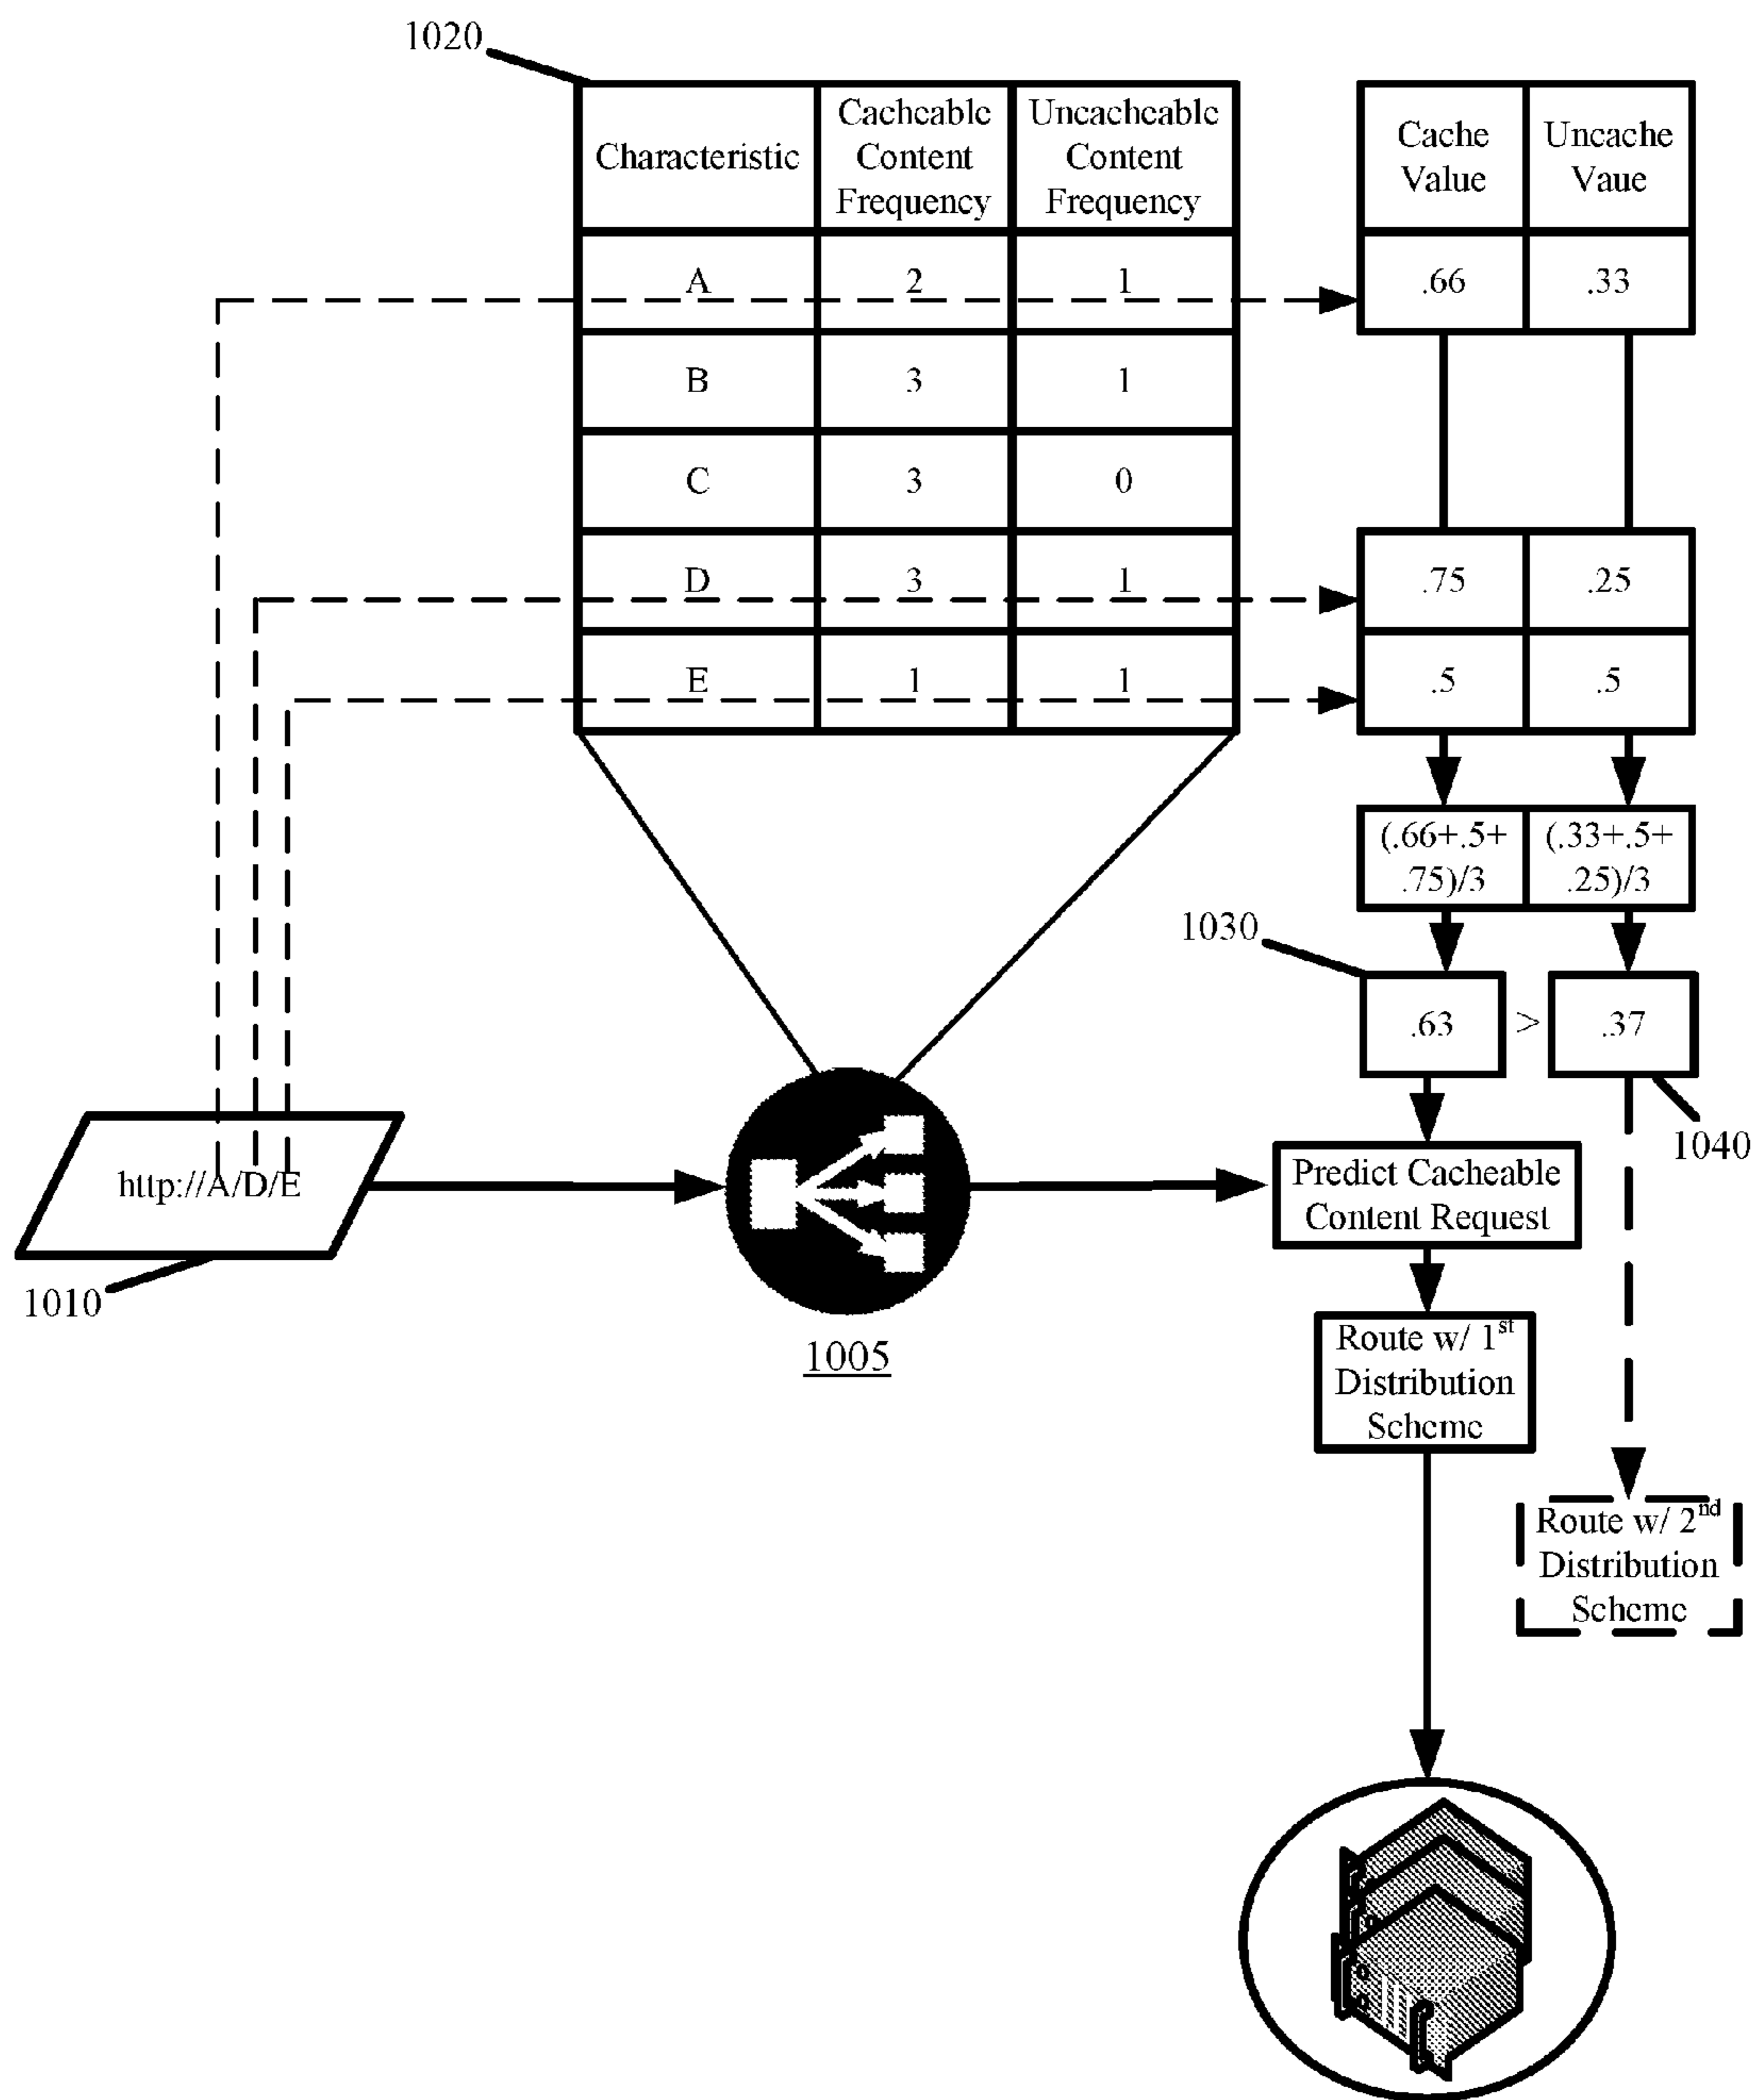 1020
Characteristic
Cacheable
Content
Frequency
Uncacheable
Content
Frequency
Cache
Value
Uncache
Vaue
A
2
1
.66
.33
B
3
1
C
3
0
D
3
1
.75
.25
E
1
1
.5
.5
(.66+.5+
.75)/3
(.33+.5+
.25)/3
1030
.63
>
.37
1040
http://A/D/E
1010
1005
Predict Cacheable
Content Request
Route w/ 1st
Distribution
Scheme
Route w/ 2nd
Distribution
Scheme